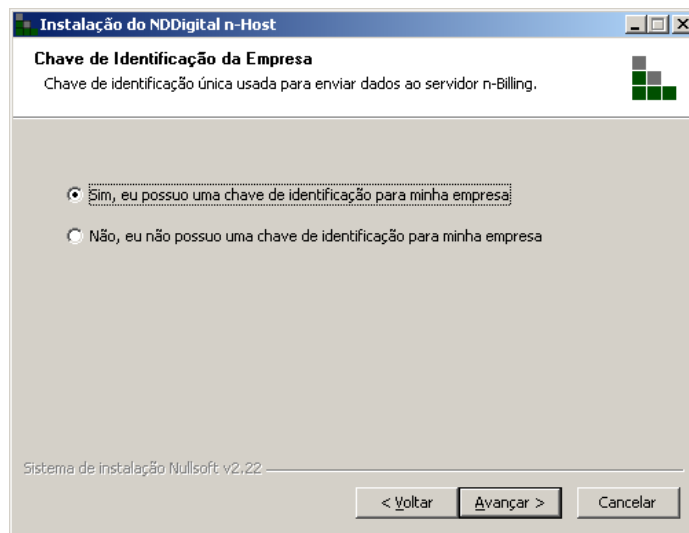 Instalação do NDDigital n-Host
Chave de Identificação da Empresa
Chave de identificação única usada para enviar dados ao servidor n-Billing.
Sim, eu possuo uma chave de identificação para minha empresa
Não, eu não possuo uma chave de identificação para minha empresa
Sistema de instalação Nullsoft v2.22
< Voltar
Avançar >
Cancelar